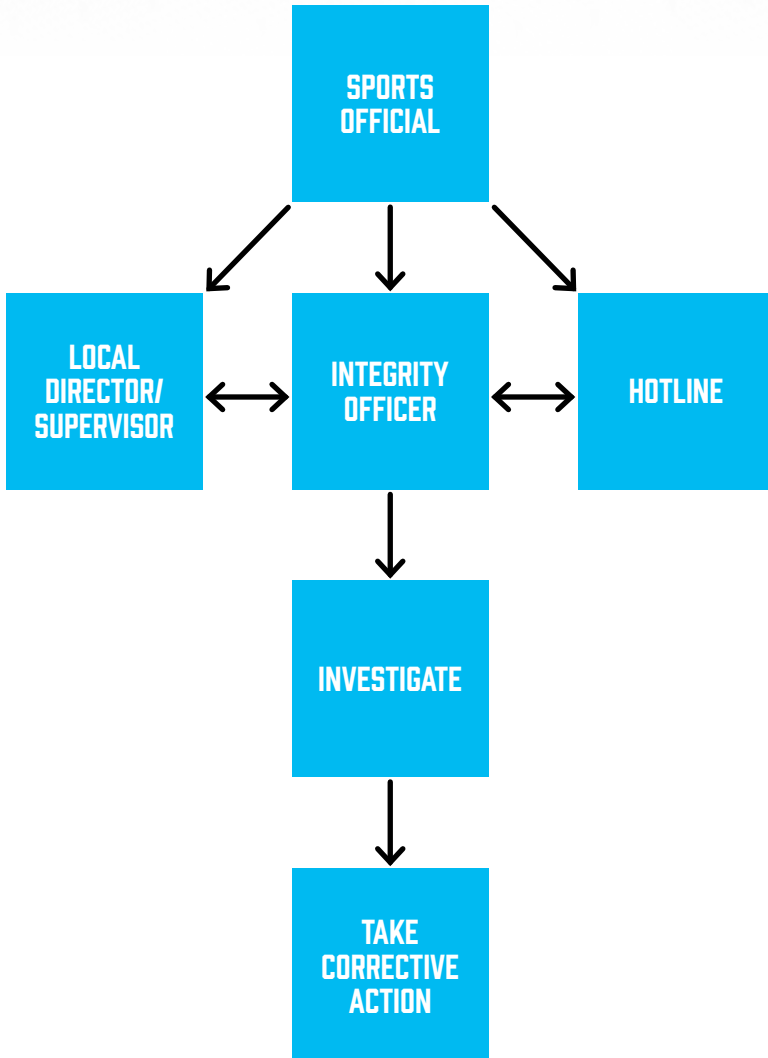 SPORTS
OFFICIAL
LOCAL
DIRECTOR/
SUPERVISOR
INTEGRITY
OFFICER
HOTLINE
INVESTIGATE
TAKE
CORRECTIVE
ACTION